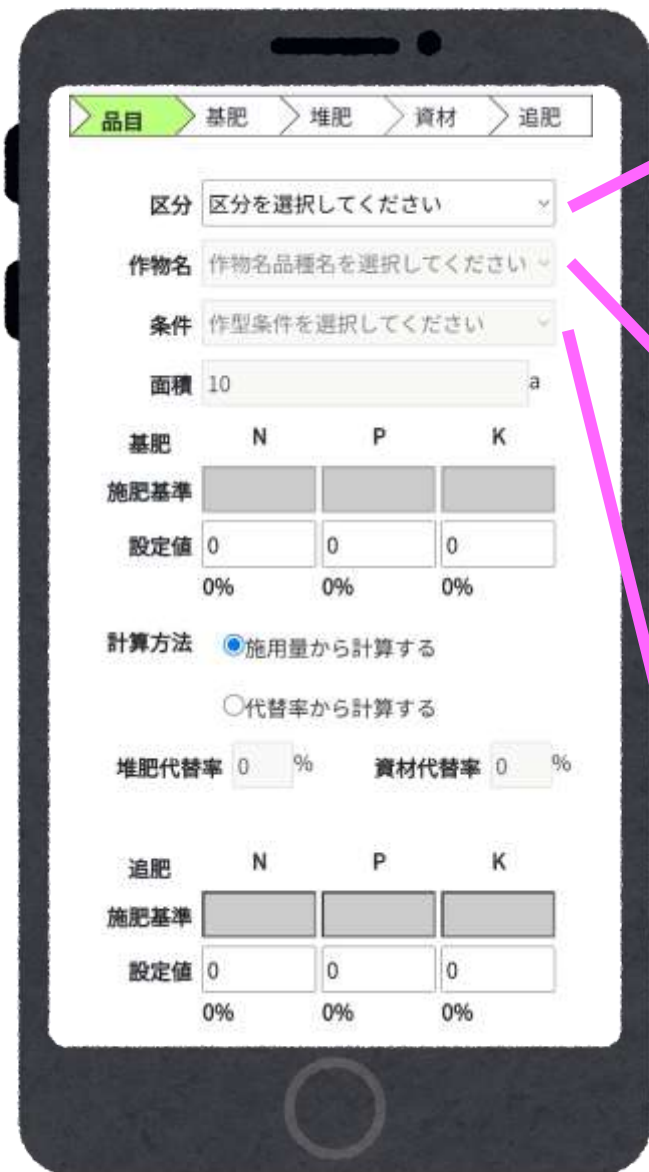 品目 基肥 堆肥 資材 追肥
区分 区分を選択してください
作物名 作物名品種名を選択してください
条件 作型条件を選択してください
面積 10 a
基肥 N P K
施肥基準
設定値 0 0 0
0% 0% 0%
計算方法 施用量から計算する
代替率から計算する
堆肥代替率 0 % 資材代替率 0 %
追肥 N P K
施肥基準
設定値 0 0 0
0% 0% 0%